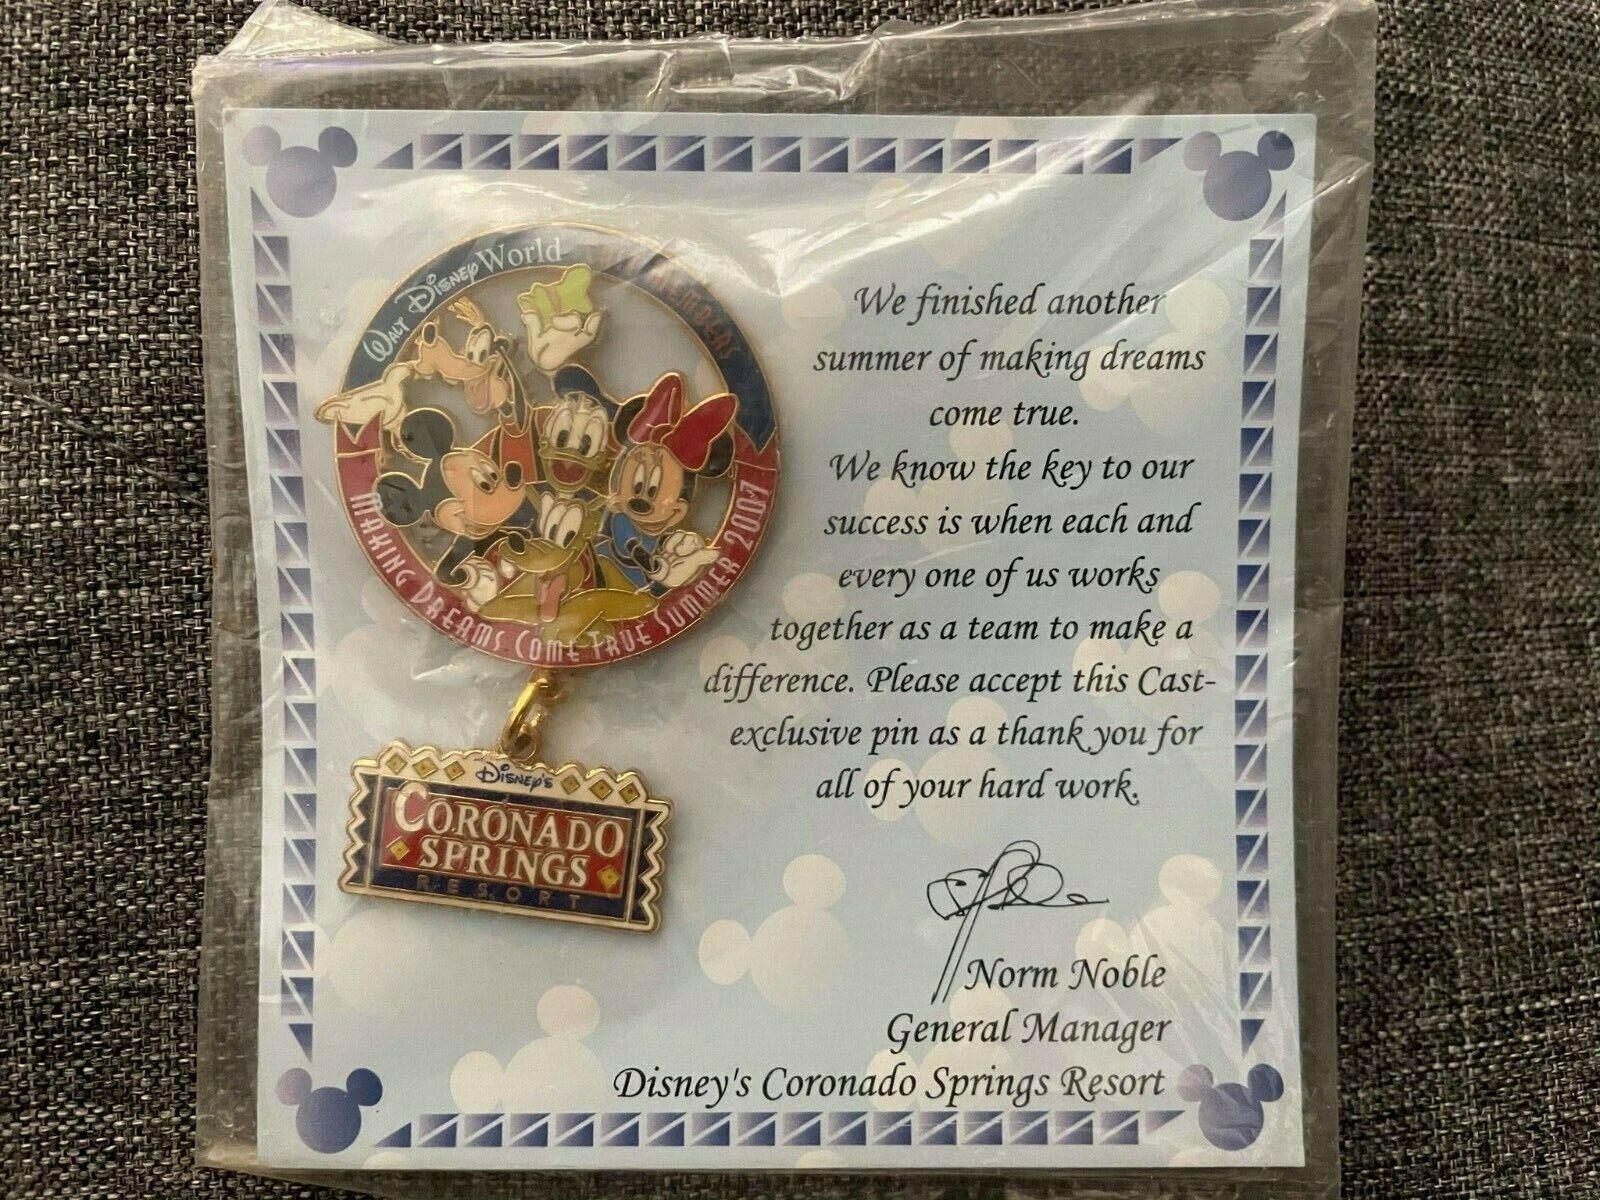 Walt Disney World Cast Members
Making Dreams Come True Summer 2007
Disney's
Coronado
Springs
Resort
We finished another
summer of making dreams
come true.
We know the key to our
success is when each and
every one of us works
together as a team to make a
difference. Please accept this Cast-
exclusive pin as a thank you for
all of your hard work.
Norm Noble
General Manager
Disney's Coronado Springs Resort